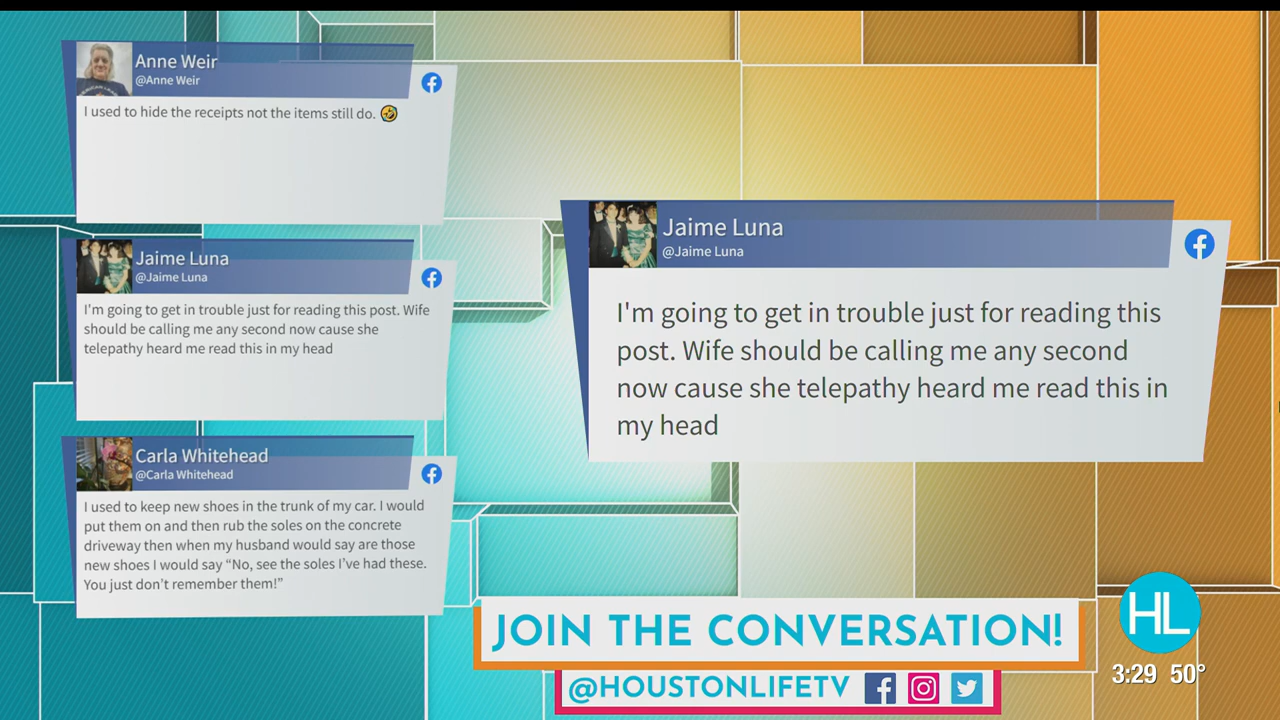 Anne Weir
@Anne Weir
I used to hide the receipts not the items still do. 🤣
Jaime Luna
@Jaime Luna
I'm going to get in trouble just for reading this post. Wife
should be calling me any second now cause she
telepathy heard me read this in my head
Carla Whitehead
@Carla Whitehead
I used to keep new shoes in the trunk of my car. I would
put them on and then rub the soles on the concrete
driveway then when my husband would say are those
new shoes I would say “No, see the soles I’ve had these.
You just don’t remember them!”
Jaime Luna
@Jaime Luna
I'm going to get in trouble just for reading this
post. Wife should be calling me any second
now cause she telepathy heard me read this in
my head
JOIN THE CONVERSATION!
@HOUSTONLIFETV
HL
3:29 50°